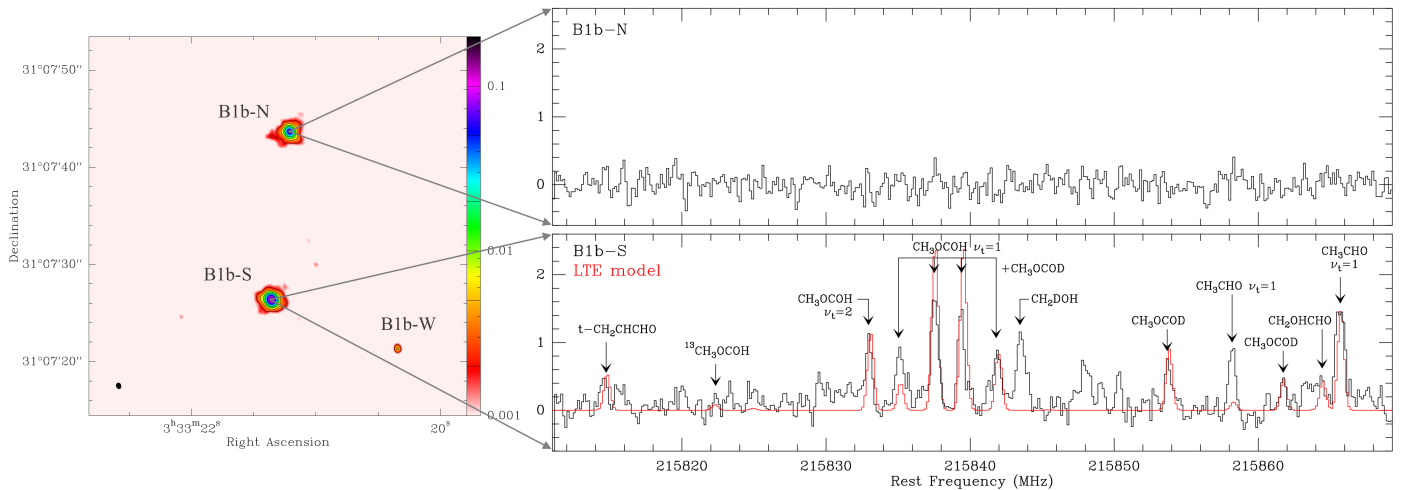 B1b-N
31°07'50"
0.1
B1b-N
31°07'40"
Declination
0.01
31°07'30"
B1b-S
B1b-W
31°07'20"
0.001
3ʰ33ᵐ22ˢ
20ˢ
Right Ascension
2
1
0
B1b-S
LTE model
CH₃OCOH νₜ=1
+CH₃OCOD
CH₃CHO
νₜ=1
CH₃OCOH
νₜ=2
CH₂DOH
CH₃CHO νₜ=1
t-CH₂CHCHO
¹³CH₃OCOH
CH₃OCOD
CH₂OHCHO
CH₃OCOD
2
1
0
215820
215830
215840
215850
215860
Rest Frequency (MHz)